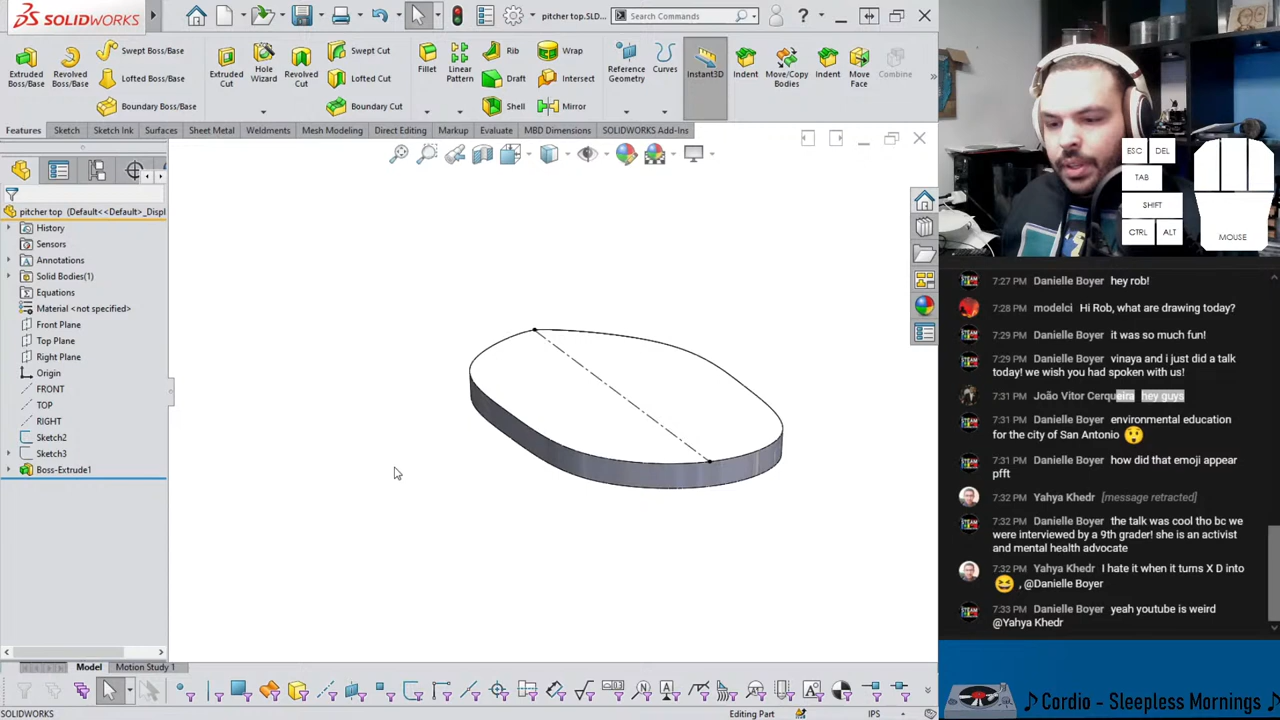 SOLIDWORKS
pitcher top.SLD...
Search Commands
Extruded Boss/Base
Revolved Boss/Base
Swept Boss/Base
Lofted Boss/Base
Boundary Boss/Base
Extruded Cut
Hole Wizard
Revolved Cut
Swept Cut
Lofted Cut
Boundary Cut
Fillet
Linear Pattern
Rib
Draft
Shell
Wrap
Intersect
Mirror
Reference Geometry
Curves
Instant3D
Indent
Move/Copy Bodies
Indent
Move Face
Combine
Features
Sketch
Sketch Ink
Surfaces
Sheet Metal
Weldments
Mesh Modeling
Direct Editing
Markup
Evaluate
MBD Dimensions
SOLIDWORKS Add-Ins
pitcher top (Default<<Default>_Displ
History
Sensors
Annotations
Solid Bodies(1)
Equations
Material <not specified>
Front Plane
Top Plane
Right Plane
Origin
FRONT
TOP
RIGHT
Sketch2
Sketch3
Boss-Extrude1
Model
Motion Study 1
SOLIDWORKS
Editing Part
IPS
ESC
DEL
TAB
SHIFT
CTRL
ALT
MOUSE
7:27 PM Danielle Boyer hey rob!
7:28 PM modelci Hi Rob, what are drawing today?
7:29 PM Danielle Boyer it was so much fun!
7:29 PM Danielle Boyer vinaya and i just did a talk
today! we wish you had spoken with us!
7:31 PM João Vitor Cerqueira hey guys
7:31 PM Danielle Boyer environmental education
for the city of San Antonio 😲
7:31 PM Danielle Boyer how did that emoji appear
pfft
7:32 PM Yahya Khedr [message retracted]
7:32 PM Danielle Boyer the talk was cool tho bc we
were interviewed by a 9th grader! she is an activist
and mental health advocate
7:32 PM Yahya Khedr I hate it when it turns X D into
😆 , @Danielle Boyer
7:33 PM Danielle Boyer yeah youtube is weird
@Yahya Khedr
♪ Cordio - Sleepless Mornings ♪